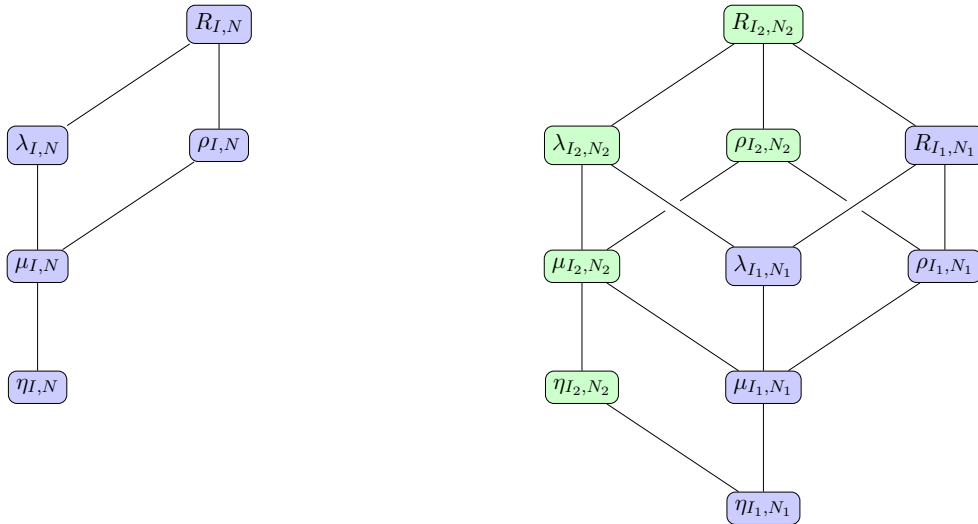 R_{I,N}
λ_{I,N} ρ_{I,N}
μ_{I,N}
η_{I,N}
R_{I_2,N_2}
λ_{I_2,N_2} ρ_{I_2,N_2} R_{I_1,N_1}
μ_{I_2,N_2} λ_{I_1,N_1} ρ_{I_1,N_1}
η_{I_2,N_2} μ_{I_1,N_1}
η_{I_1,N_1}